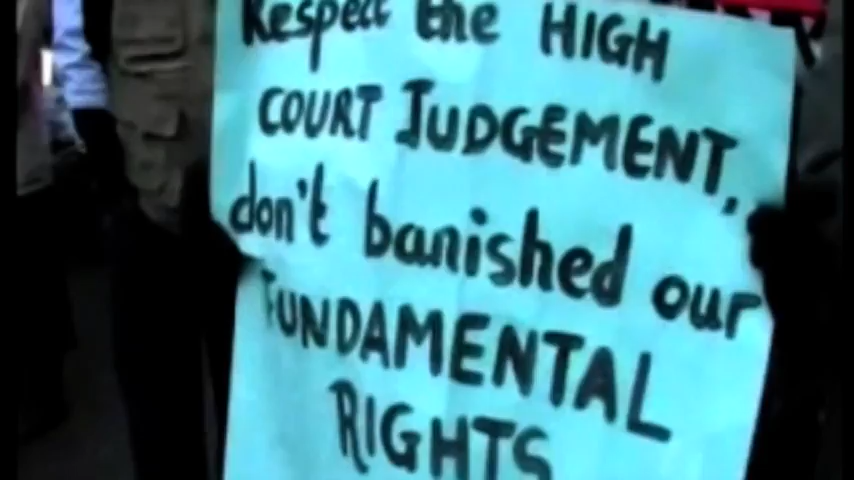 Respect the HIGH
COURT JUDGEMENT,
don't banished our
FUNDAMENTAL
RIGHTS